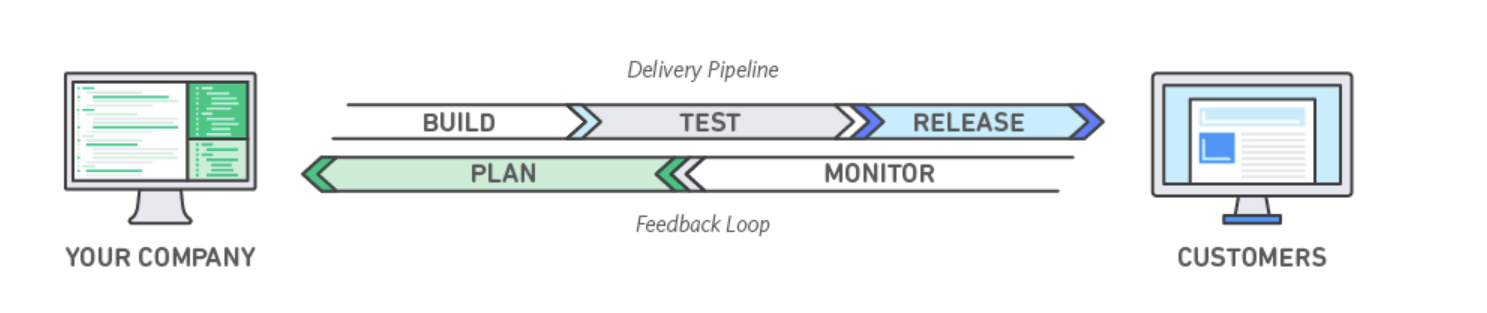 Delivery Pipeline
BUILD TEST RELEASE
PLAN MONITOR
Feedback Loop
YOUR COMPANY
CUSTOMERS